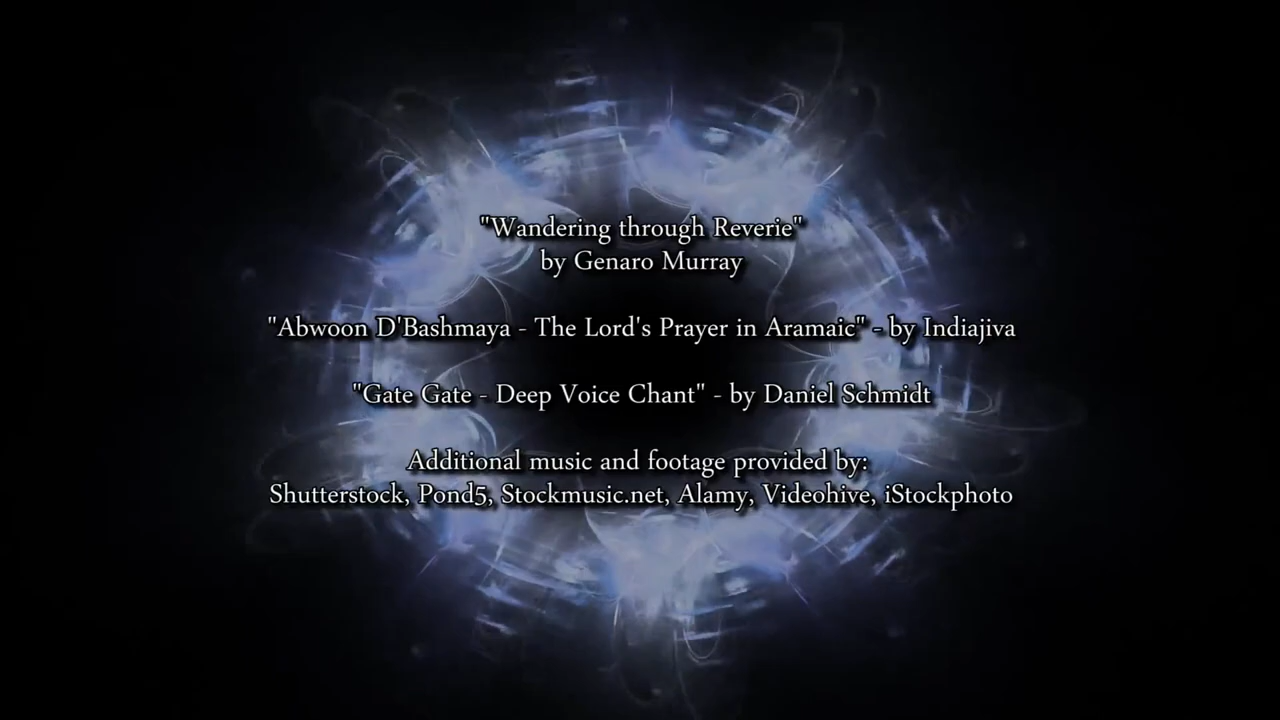 "Wandering through Reverie"
by Genaro Murray
"Abwoon D'Bashmaya - The Lord's Prayer in Aramaic" - by Indiajiva
"Gate Gate - Deep Voice Chant" - by Daniel Schmidt
Additional music and footage provided by:
Shutterstock, Pond5, Stockmusic.net, Alamy, Videohive, iStockphoto